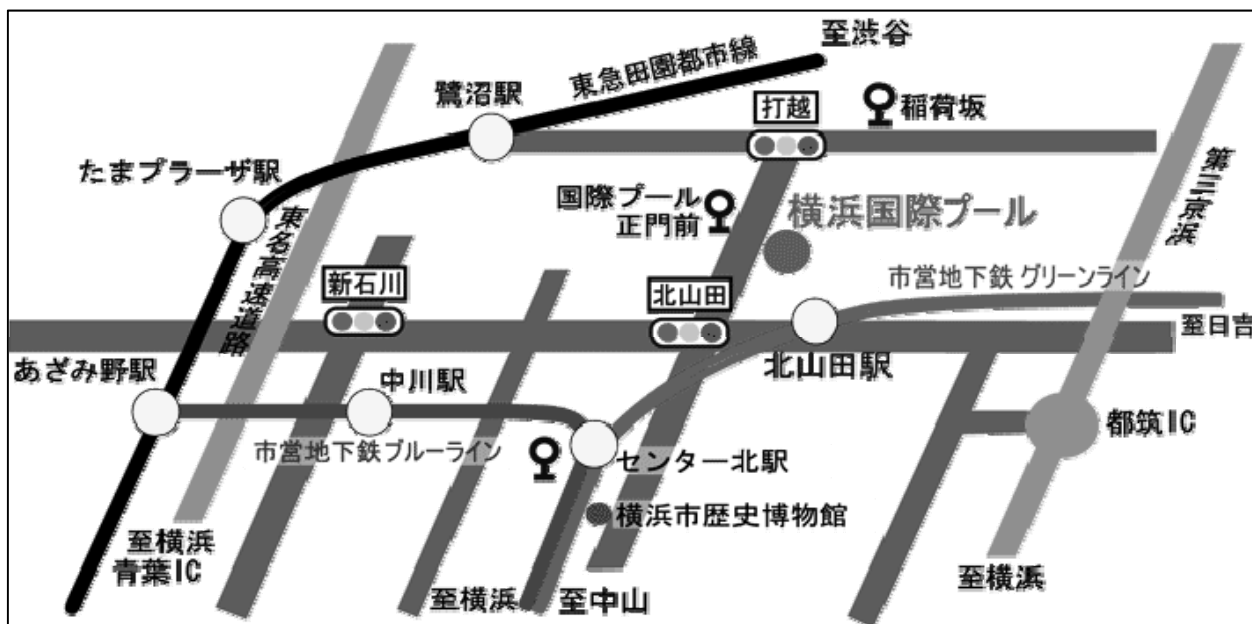 至渋谷
東急田園都市線
鷺沼駅
打越
稲荷坂
たまプラーザ駅
第三京浜
国際プール
正門前
横浜国際プール
東名高速道路
新石川
北山田
市営地下鉄 グリーンライン
至日吉
あざみ野駅
中川駅
北山田駅
都筑IC
市営地下鉄ブルーライン
センター北駅
横浜市歴史博物館
至横浜
青葉IC
至横浜
至中山
至横浜